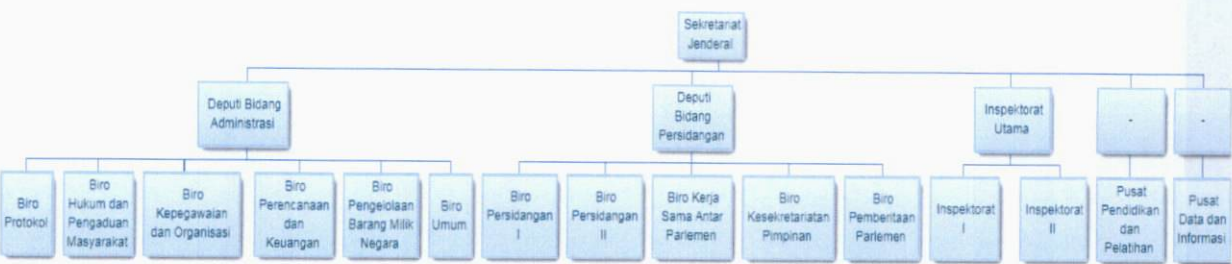 Sekretariat
Jenderal
Deputi Bidang
Administrasi
Deputi
Bidang
Persidangan
Inspektorat
Utama
-
-
Biro
Protokol
Biro
Hukum dan
Pengaduan
Masyarakat
Biro
Kepegawaian
dan Organisasi
Biro
Perencanaan
dan
Keuangan
Biro
Pengelolaan
Barang Milik
Negara
Biro
Umum
Biro
Persidangan
I
Biro
Persidangan
II
Biro Kerja
Sama Antar
Parlemen
Biro
Kesekretariatan
Pimpinan
Biro
Pemberitaan
Parlemen
Inspektorat
I
Inspektorat
II
Pusat
Pendidikan
dan
Pelatihan
Pusat
Data dan
Informasi